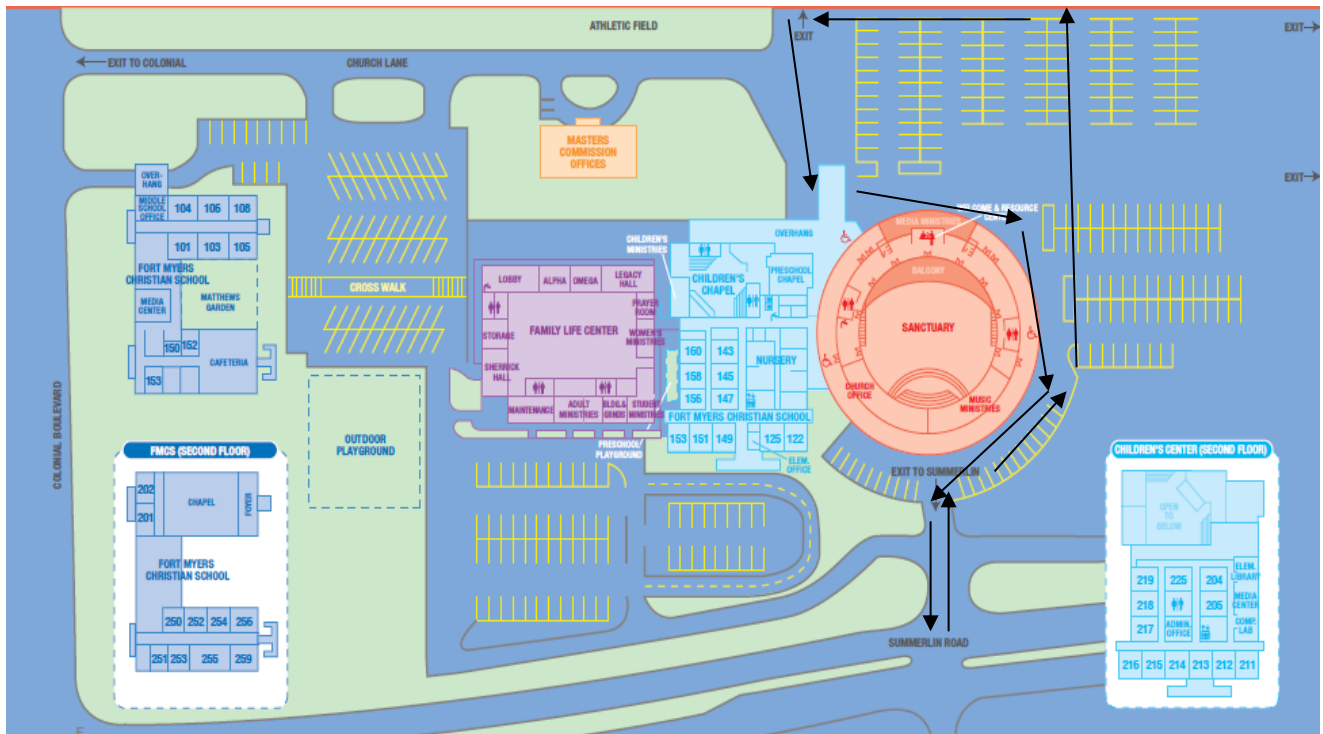 ATHLETIC FIELD
EXIT
EXIT
EXIT TO COLONIAL
CHURCH LANE
MASTERS
COMMISSION
OFFICES
EXIT
OVER-
HANG
MIDDLE
SCHOOL
OFFICE
104
106
108
101
103
105
FORT MYERS
CHRISTIAN SCHOOL
MEDIA
CENTER
MATTHEWS
GARDEN
150
152
153
CAFETERIA
CROSS WALK
LOBBY
ALPHA
OMEGA
LEGACY
HALL
PRAYER
ROOM
FAMILY LIFE CENTER
WOMEN'S
MINISTRIES
STORAGE
SHERWICK
HALL
MAINTENANCE
ADULT
MINISTRIES
BLDG.&
GRNDS
STUDENT
MINISTRIES
CHILDREN'S
MINISTRIES
OVERHANG
CHILDREN'S
CHAPEL
PRESCHOOL
CHAPEL
160
143
158
145
156
147
NURSERY
FORT MYERS CHRISTIAN SCHOOL
153
151
149
125
122
ELEM.
OFFICE
PRESCHOOL
PLAYGROUND
WELCOME & RESOURCE
MEDIA MINISTRIES
BALCONY
SANCTUARY
CHURCH
OFFICE
MUSIC
MINISTRIES
EXIT TO SUMMERLIN
OUTDOOR
PLAYGROUND
COLONIAL BOULEVARD
FMCS (SECOND FLOOR)
202
201
CHAPEL
FOYER
FORT MYERS
CHRISTIAN SCHOOL
250
252
254
256
251
253
255
259
SUMMERLIN ROAD
CHILDREN'S CENTER (SECOND FLOOR)
OPEN
TO
BELOW
219
225
204
ELEM.
LIBRARY
218
205
MEDIA
CENTER
217
ADMIN.
OFFICE
COMP.
LAB
216
215
214
213
212
211